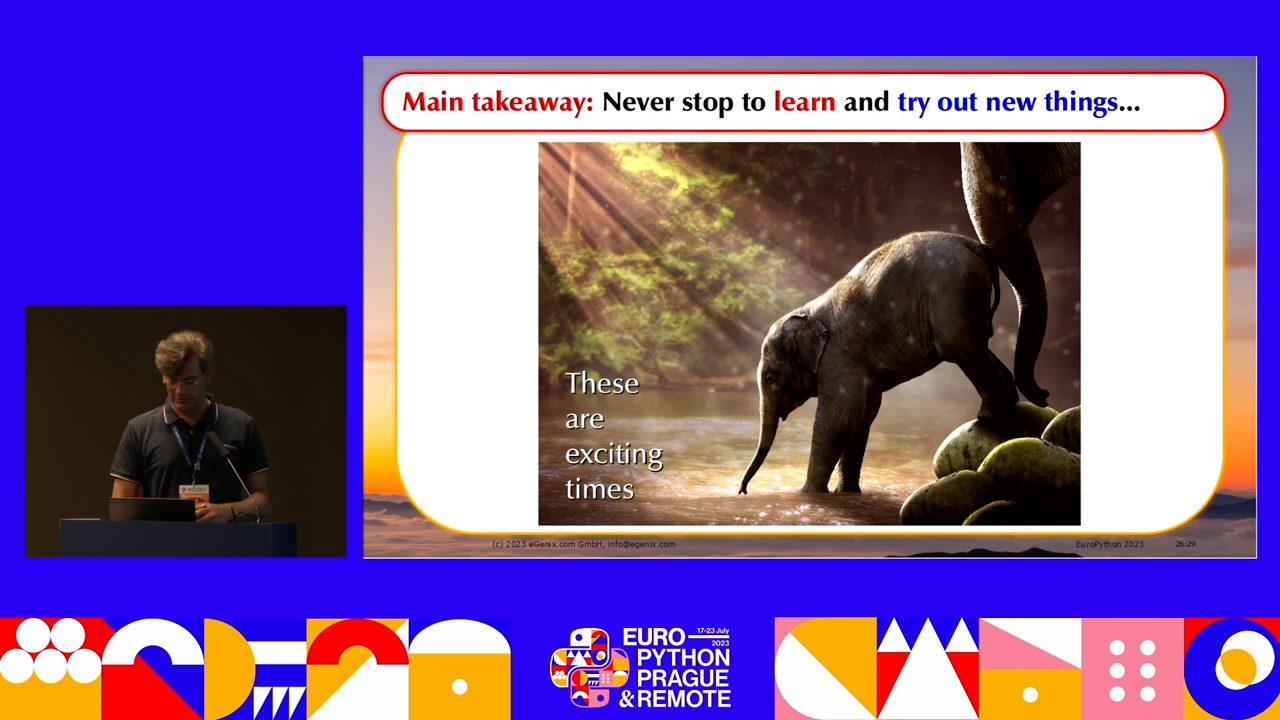 Main takeaway: Never stop to learn and try out new things...
These
are
exciting
times
(c) 2023 eGenix.com GmbH, info@egenix.com
EuroPython 2023
26:29
EURO
17-23 July
2023
PYTHON
PRAGUE
& REMOTE